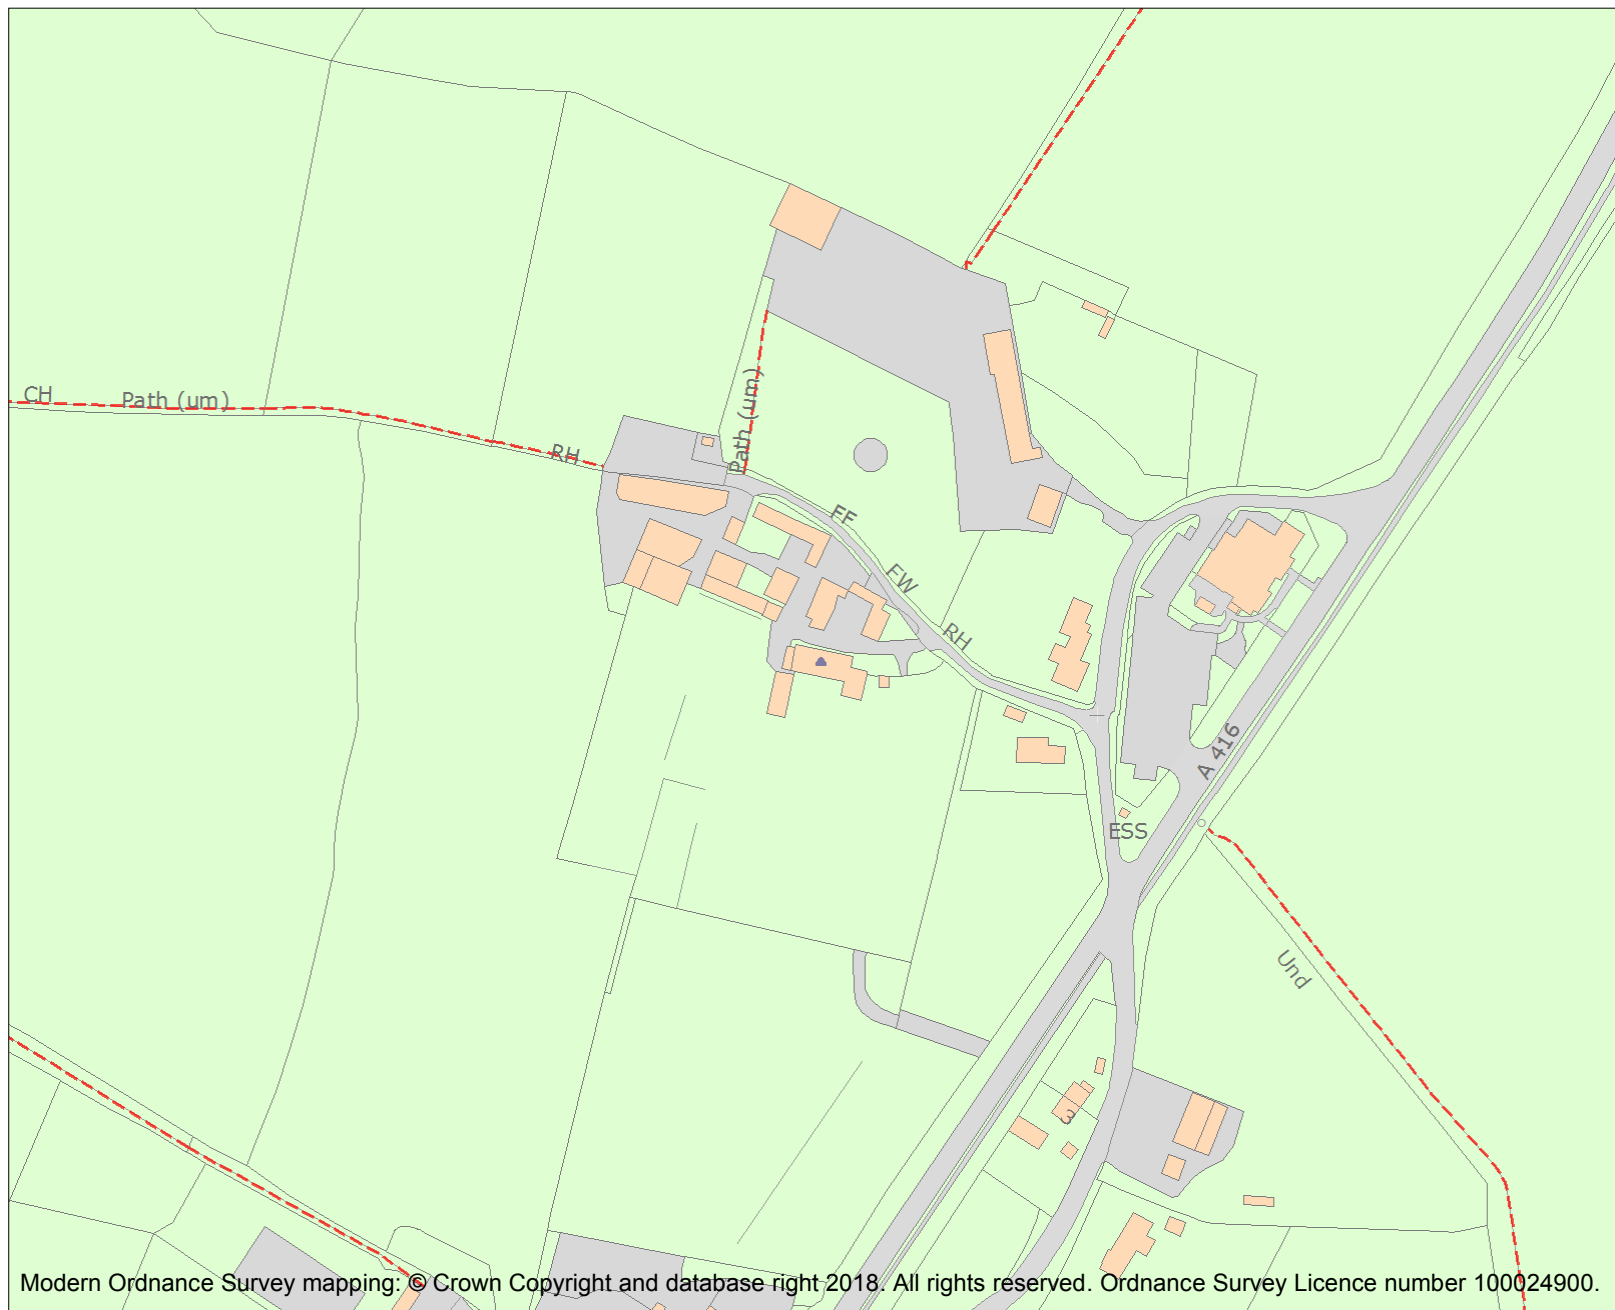 CH
Path (um)
RH
Path (um)
FF
FW
RH
A 416
ESS
Und
3
Modern Ordnance Survey mapping: © Crown Copyright and database right 2018. All rights reserved. Ordnance Survey Licence number 100024900.